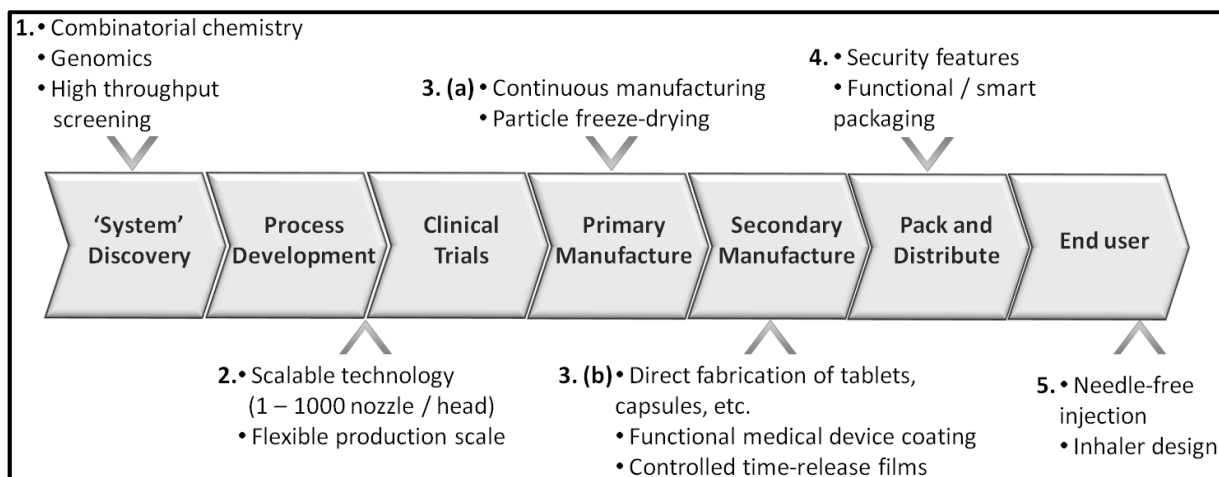 1. • Combinatorial chemistry
• Genomics
• High throughput
screening
3. (a) • Continuous manufacturing
• Particle freeze-drying
4. • Security features
• Functional / smart
packaging
'System'
Discovery
Process
Development
Clinical
Trials
Primary
Manufacture
Secondary
Manufacture
Pack and
Distribute
End user
2. • Scalable technology
(1 – 1000 nozzle / head)
• Flexible production scale
3. (b) • Direct fabrication of tablets,
capsules, etc.
• Functional medical device coating
• Controlled time-release films
5. • Needle-free
injection
• Inhaler design